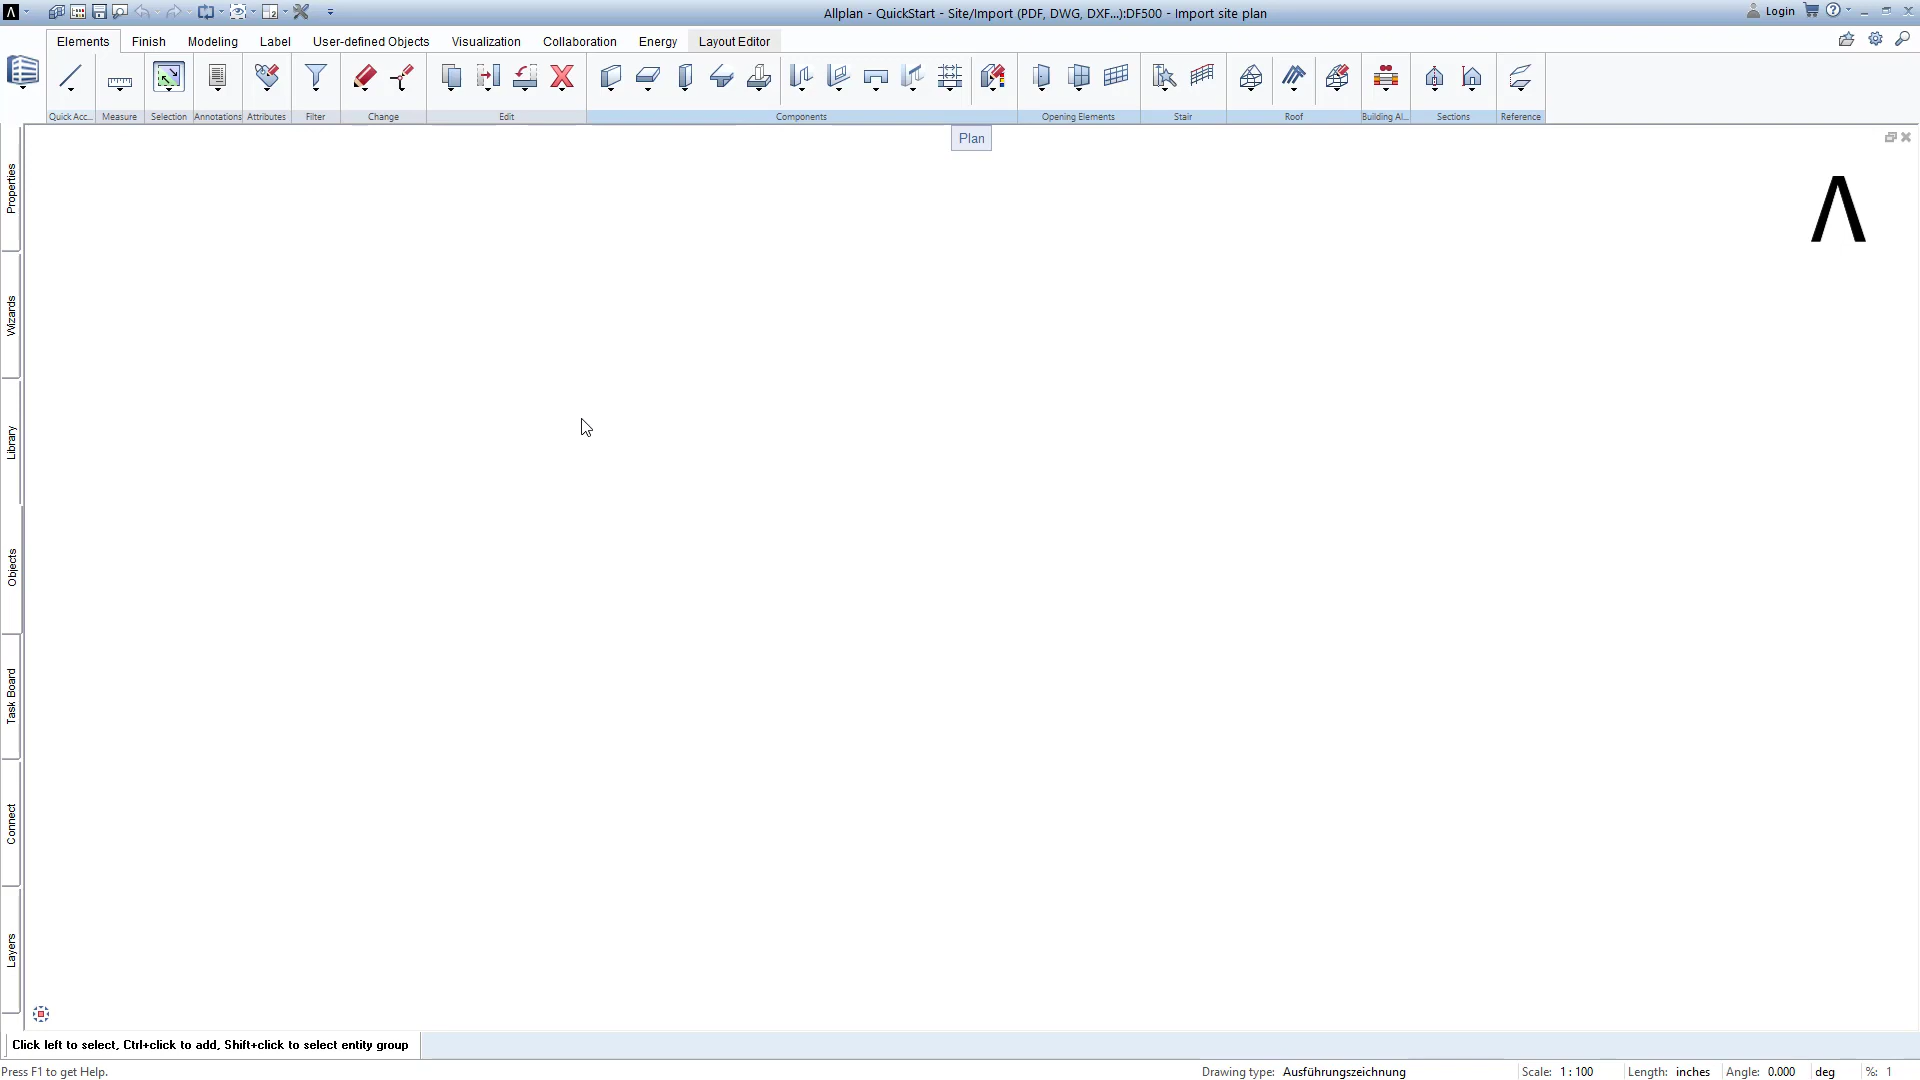 Allplan - QuickStart - Site/Import (PDF, DWG, DXF...):DF500 - Import site plan
Login
Elements Finish Modeling Label User-defined Objects Visualization Collaboration Energy Layout Editor
Quick Acc... Measure Selection Annotations Attributes Filter Change Edit Components Opening Elements Stair Roof Building Al... Sections Reference
Plan
Properties
Wizards
Library
Objects
Task Board
Connect
Layers
Click left to select, Ctrl+click to add, Shift+click to select entity group
Press F1 to get Help.
Drawing type: Ausführungszeichnung Scale: 1 : 100 Length: inches Angle: 0.000 deg %: 1